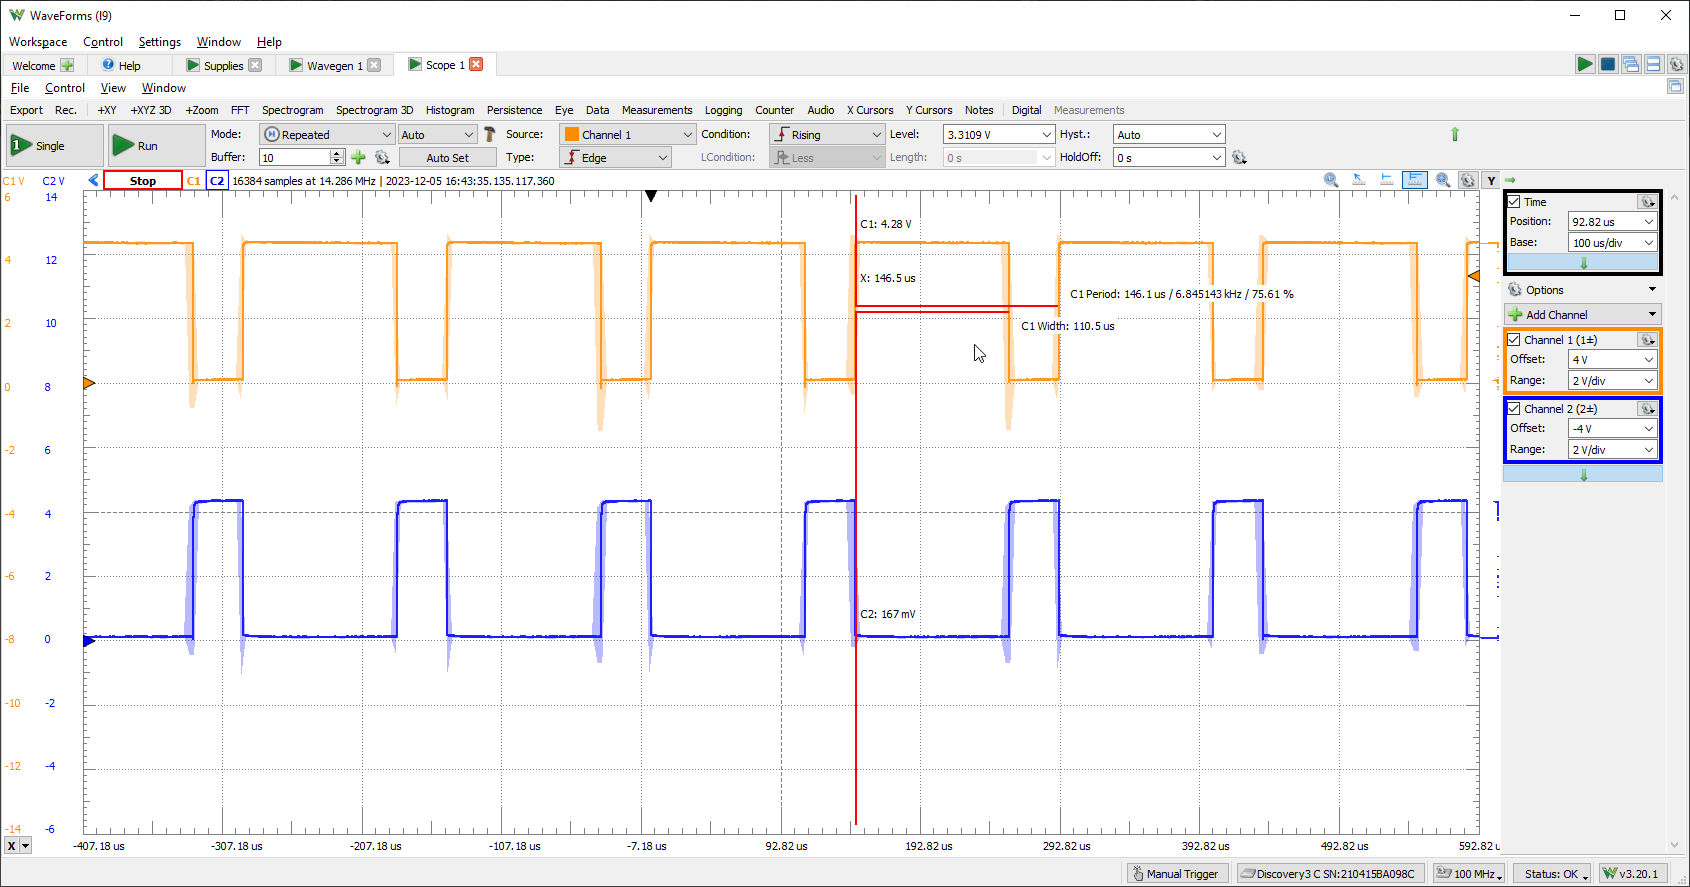 WaveForms (I9)
Workspace Control Settings Window Help
Welcome Help Supplies Wavegen 1 Scope 1
File Control View Window
Export Rec. +XY +XYZ 3D +Zoom FFT Spectrogram Spectrogram 3D Histogram Persistence Eye Data Measurements Logging Counter Audio X Cursors Y Cursors Notes Digital Measurements
Single Run Mode: Repeated Auto Source: Channel 1 Condition: Rising Level: 3.3109 V Hyst.: Auto
Buffer: 10 Auto Set Type: Edge LCondition: Less Length: 0 s HoldOff: 0 s
C1 V C2 V Stop C1 C2 16384 samples at 14.286 MHz | 2023-12-05 16:43:35.135.117.360 Y
6 14
4 12
2 10
0 8
-2 6
-4 4
-6 2
-8 0
-10 -2
-12 -4
-14 -6
C1: 4.28 V
X: 146.5 us
C1 Period: 146.1 us / 6.845143 kHz / 75.61 %
C1 Width: 110.5 us
C2: 167 mV
X -407.18 us -307.18 us -207.18 us -107.18 us -7.18 us 92.82 us 192.82 us 292.82 us 392.82 us 492.82 us 592.82 u
Time
Position: 92.82 us
Base: 100 us/div
Options
Add Channel
Channel 1 (1±)
Offset: 4 V
Range: 2 V/div
Channel 2 (2±)
Offset: -4 V
Range: 2 V/div
Manual Trigger Discovery3 C SN:210415BA098C 100 MHz Status: OK v3.20.1